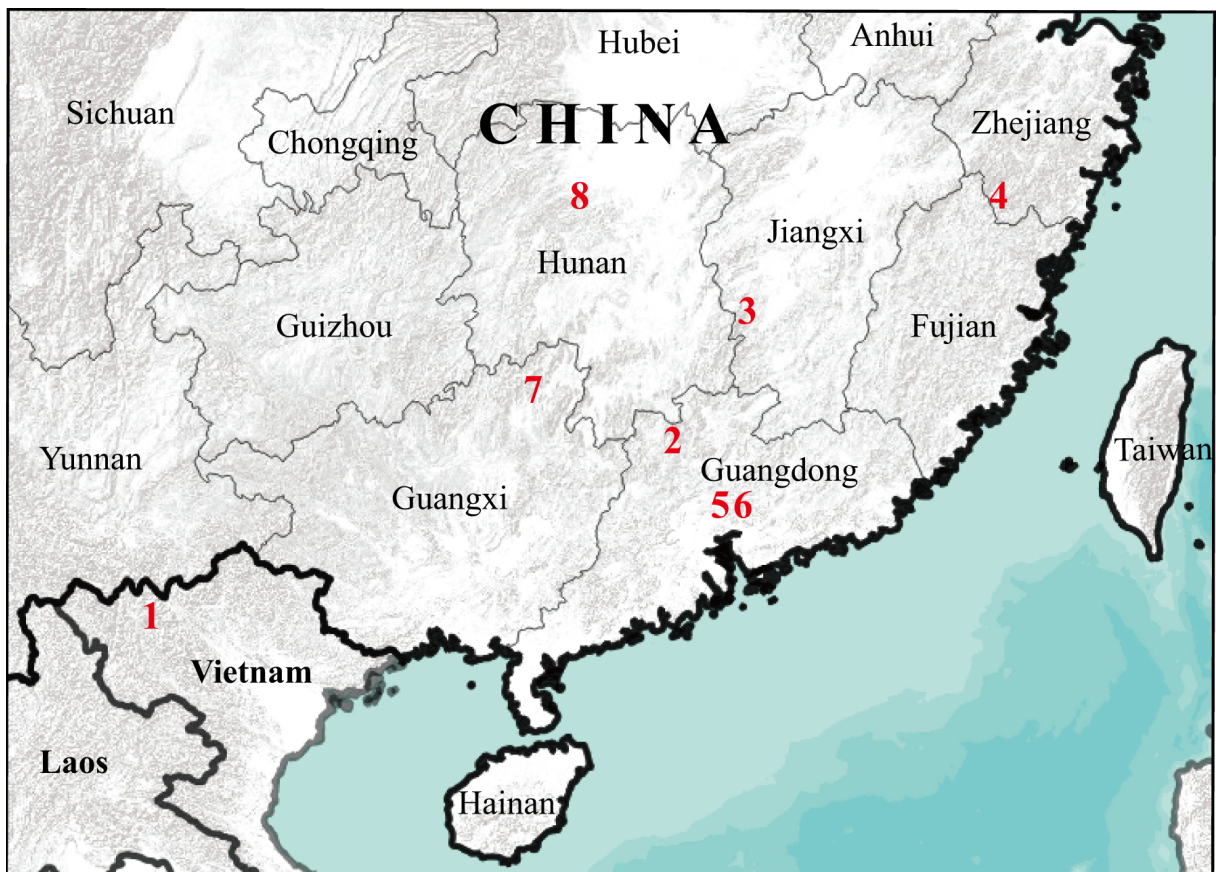 Hubei
Anhui
Sichuan
CHINA
Chongqing
Zhejiang
8
4
Jiangxi
Hunan
3
Guizhou
Fujian
7
2
Yunnan
Guangdong
Taiwan
Guangxi
56
1
Vietnam
Laos
Hainan